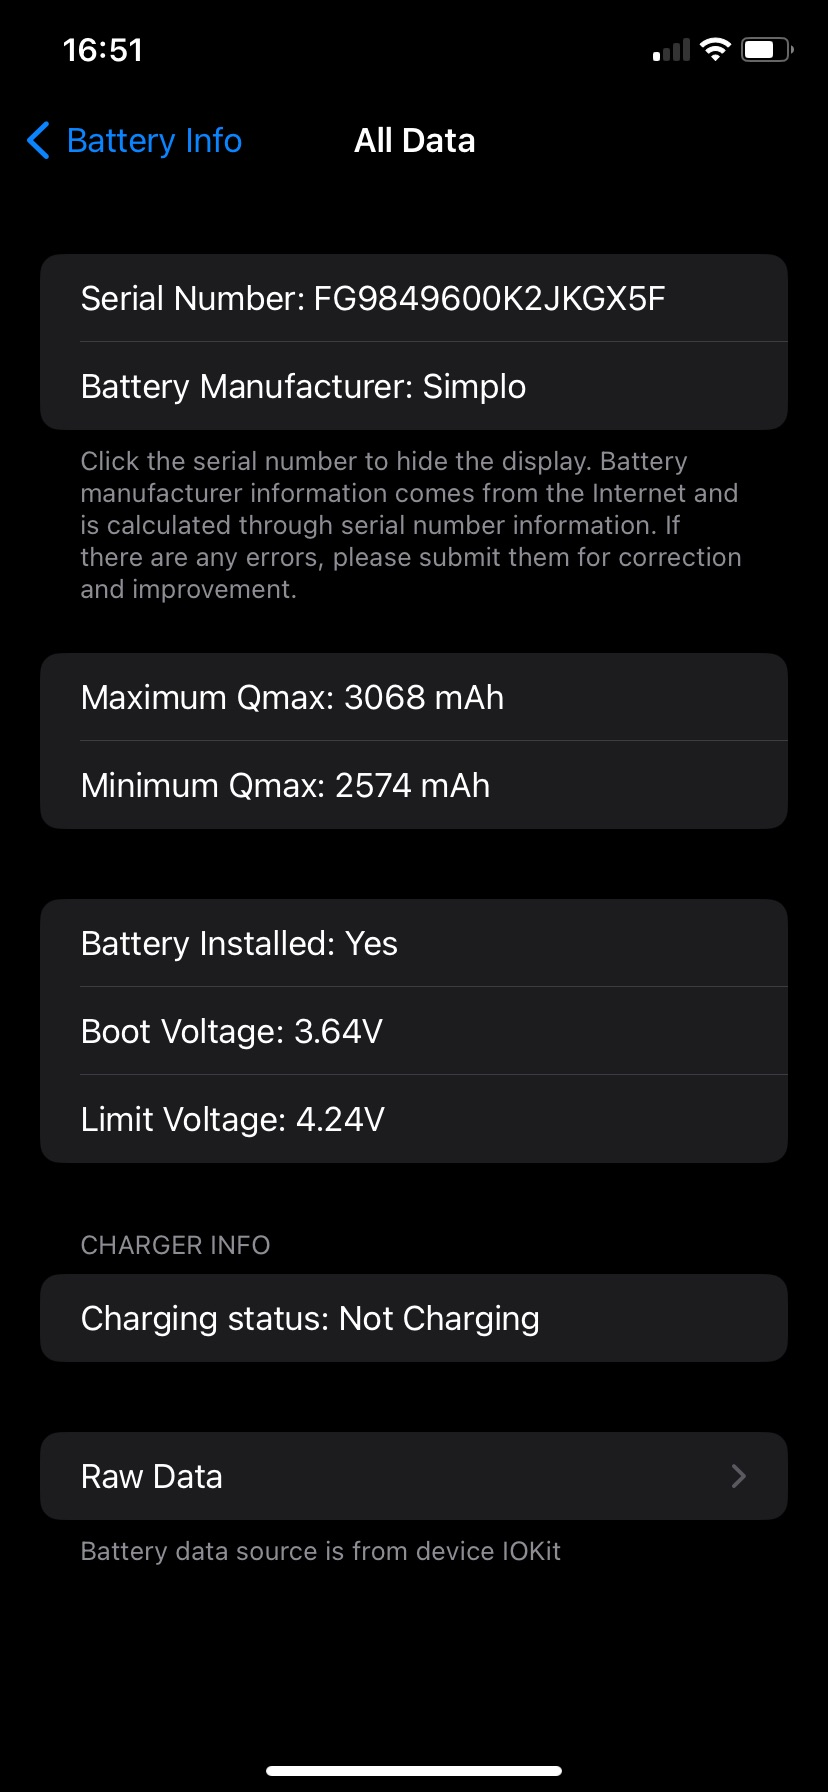 16:51
Battery Info
All Data
Serial Number: FG9849600K2JKGX5F
Battery Manufacturer: Simplo
Click the serial number to hide the display. Battery
manufacturer information comes from the Internet and
is calculated through serial number information. If
there are any errors, please submit them for correction
and improvement.
Maximum Qmax: 3068 mAh
Minimum Qmax: 2574 mAh
Battery Installed: Yes
Boot Voltage: 3.64V
Limit Voltage: 4.24V
CHARGER INFO
Charging status: Not Charging
Raw Data
Battery data source is from device IOKit